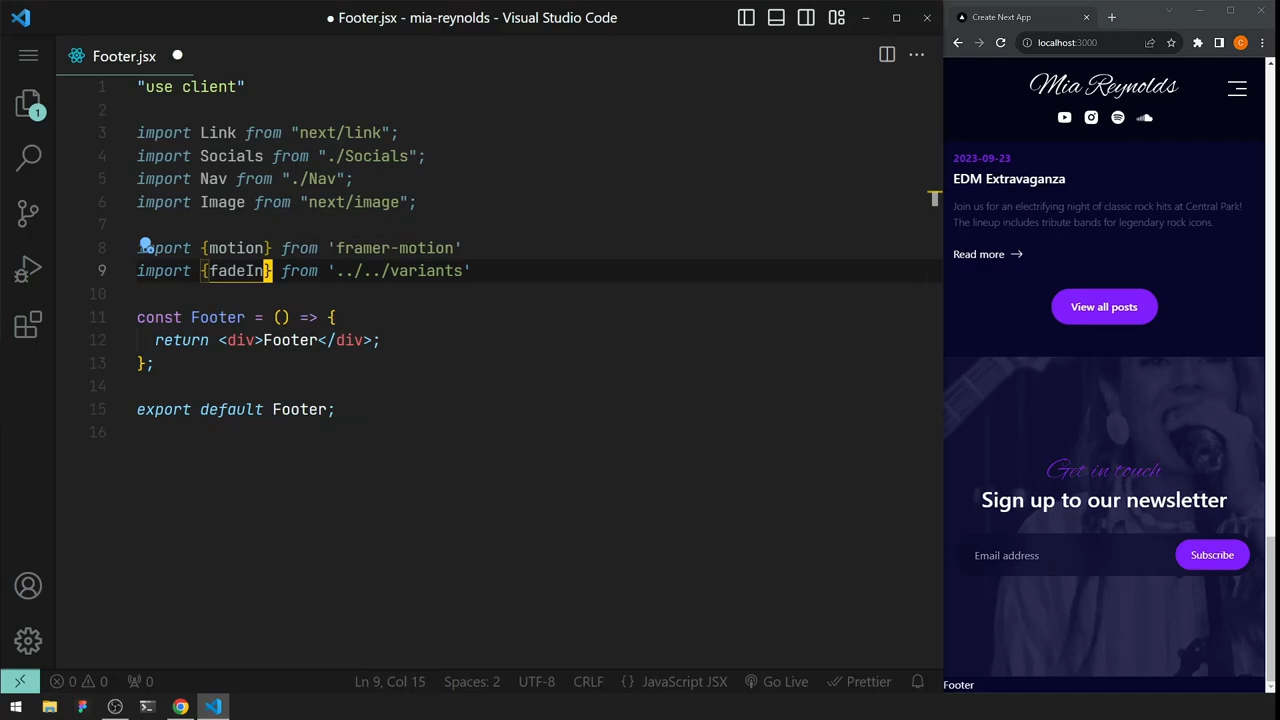 Footer.jsx - mia-reynolds - Visual Studio Code
Footer.jsx
1 "use client"
2
3 import Link from "next/link";
4 import Socials from "./Socials";
5 import Nav from "./Nav";
6 import Image from "next/image";
7
8 import {motion} from 'framer-motion'
9 import {fadeIn} from '../../variants'
10
11 const Footer = () => {
12 return <div>Footer</div>;
13 };
14
15 export default Footer;
16
1
0 0 0 Ln 9, Col 15 Spaces: 2 UTF-8 CRLF {} JavaScript JSX Go Live Prettier
Create Next App
localhost:3000
C
Mia Reynolds
2023-09-23
EDM Extravaganza
Join us for an electrifying night of classic rock hits at Central Park!
The lineup includes tribute bands for legendary rock icons.
Read more
View all posts
Get in touch
Sign up to our newsletter
Email address
Subscribe
Footer